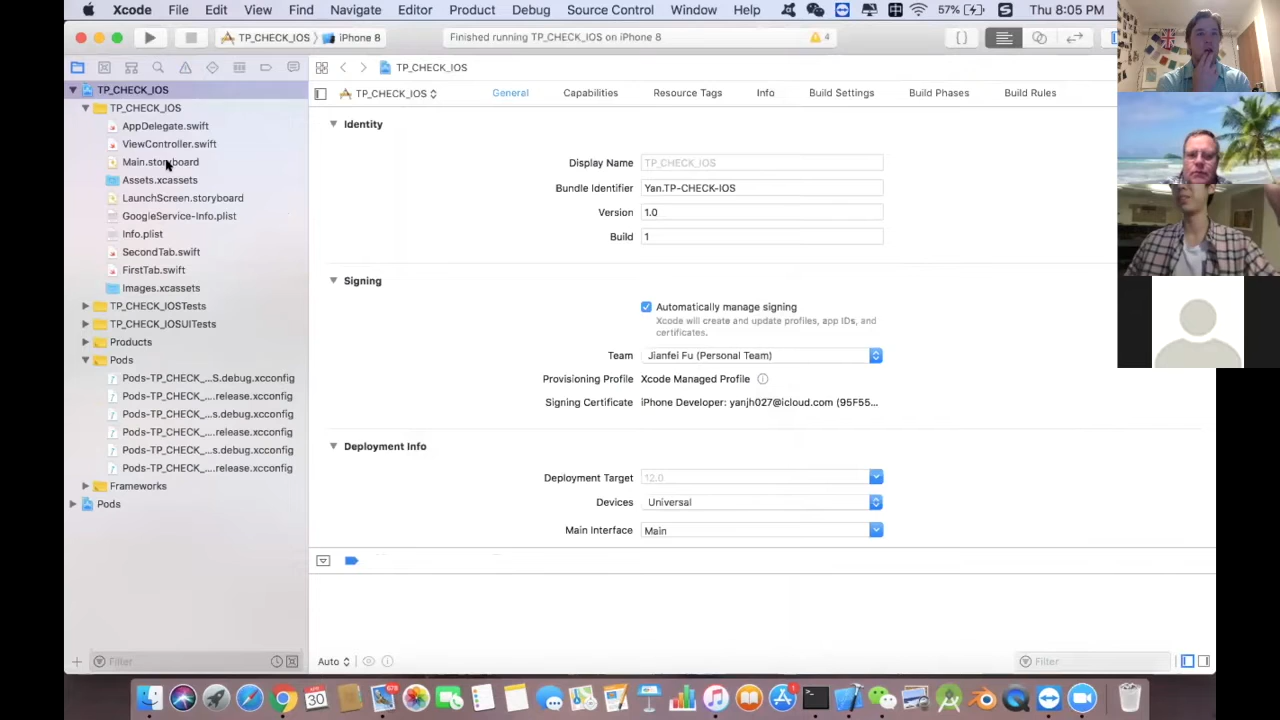 Xcode File Edit View Find Navigate Editor Product Debug Source Control Window Help 57% Thu 8:05 PM
TP_CHECK_IOS iPhone 8 Finished running TP_CHECK_IOS on iPhone 8 4
TP_CHECK_IOS
TP_CHECK_IOS
AppDelegate.swift
ViewController.swift
Main.storyboard
Assets.xcassets
LaunchScreen.storyboard
GoogleService-Info.plist
Info.plist
SecondTab.swift
FirstTab.swift
Images.xcassets
TP_CHECK_IOSTests
TP_CHECK_IOSUITests
Products
Pods
Pods-TP_CHECK_...S.debug.xcconfig
Pods-TP_CHECK_....release.xcconfig
Pods-TP_CHECK_...s.debug.xcconfig
Pods-TP_CHECK_....release.xcconfig
Pods-TP_CHECK_...s.debug.xcconfig
Pods-TP_CHECK_....release.xcconfig
Frameworks
Pods
Filter
TP_CHECK_IOS
TP_CHECK_IOS General Capabilities Resource Tags Info Build Settings Build Phases Build Rules
Identity
Display Name TP_CHECK_IOS
Bundle Identifier Yan.TP-CHECK-IOS
Version 1.0
Build 1
Signing
Automatically manage signing
Xcode will create and update profiles, app IDs, and
certificates.
Team Jianfei Fu (Personal Team)
Provisioning Profile Xcode Managed Profile
Signing Certificate iPhone Developer: yanjh027@icloud.com (95F55...
Deployment Info
Deployment Target 12.0
Devices Universal
Main Interface Main
Auto Filter
30